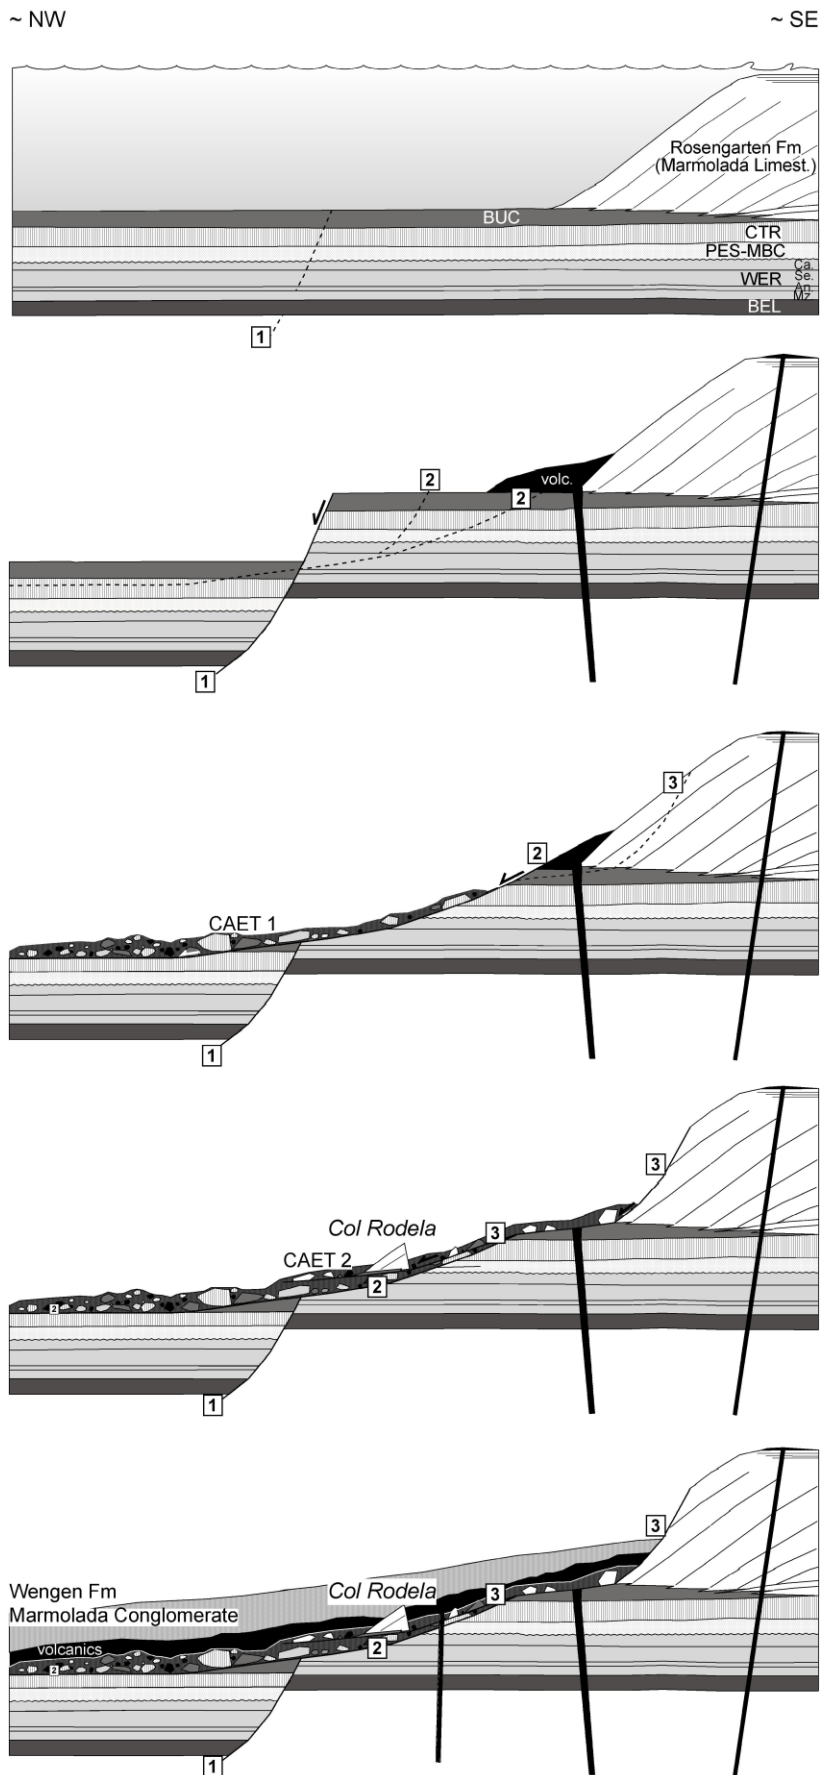 ~ NW
~ SE
Rosengarten Fm
(Marmolada Limest.)
BUC
CTR
PES-MBC
Ca.
Se.
WER
An.
Mz.
BEL
1
2
volc.
2
1
3
2
CAET 1
1
3
Col Rodela
3
CAET 2
2
2
1
3
Wengen Fm
Col Rodela
3
Marmolada Conglomerate
volcanics
2
2
1